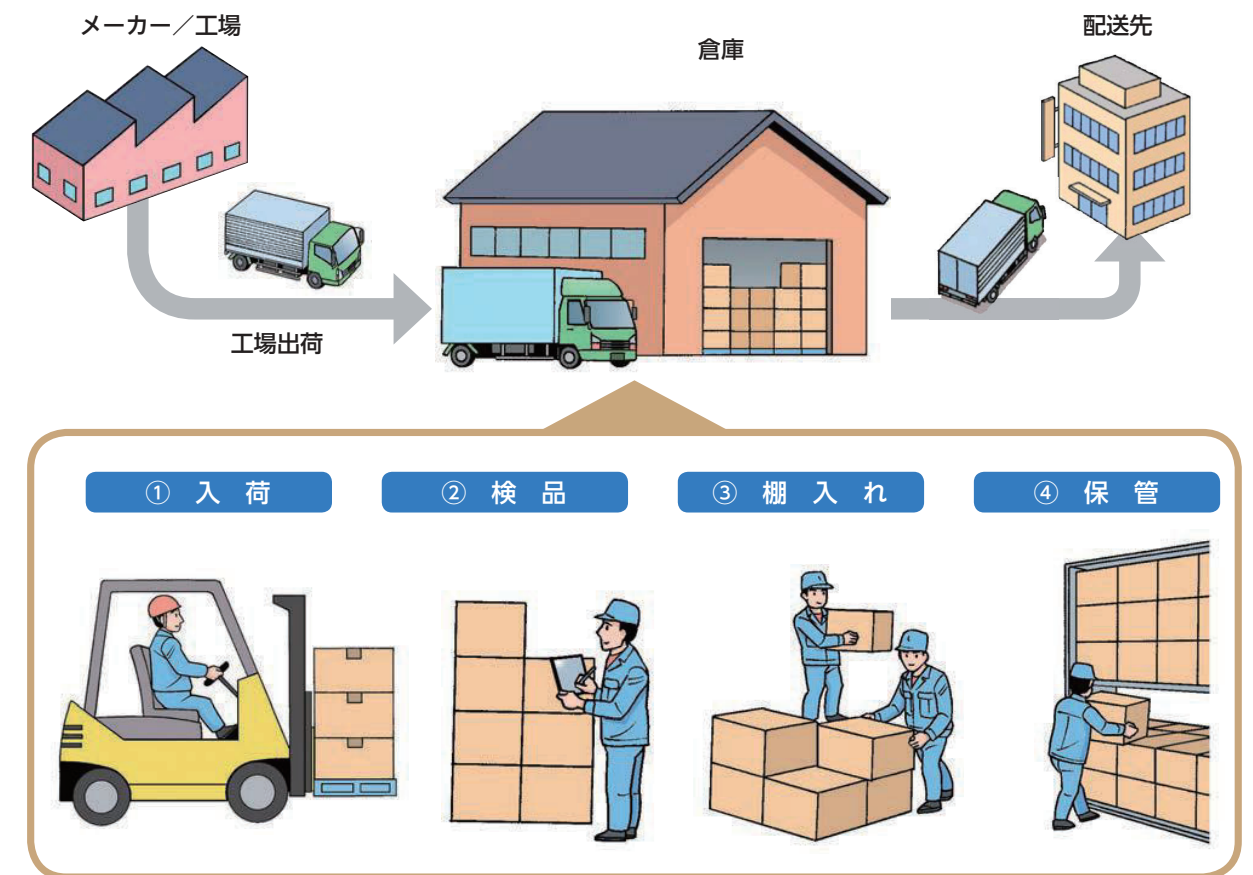 メーカー／工場
倉庫
配送先
工場出荷
① 入 荷
② 検 品
③ 棚 入 れ
④ 保 管